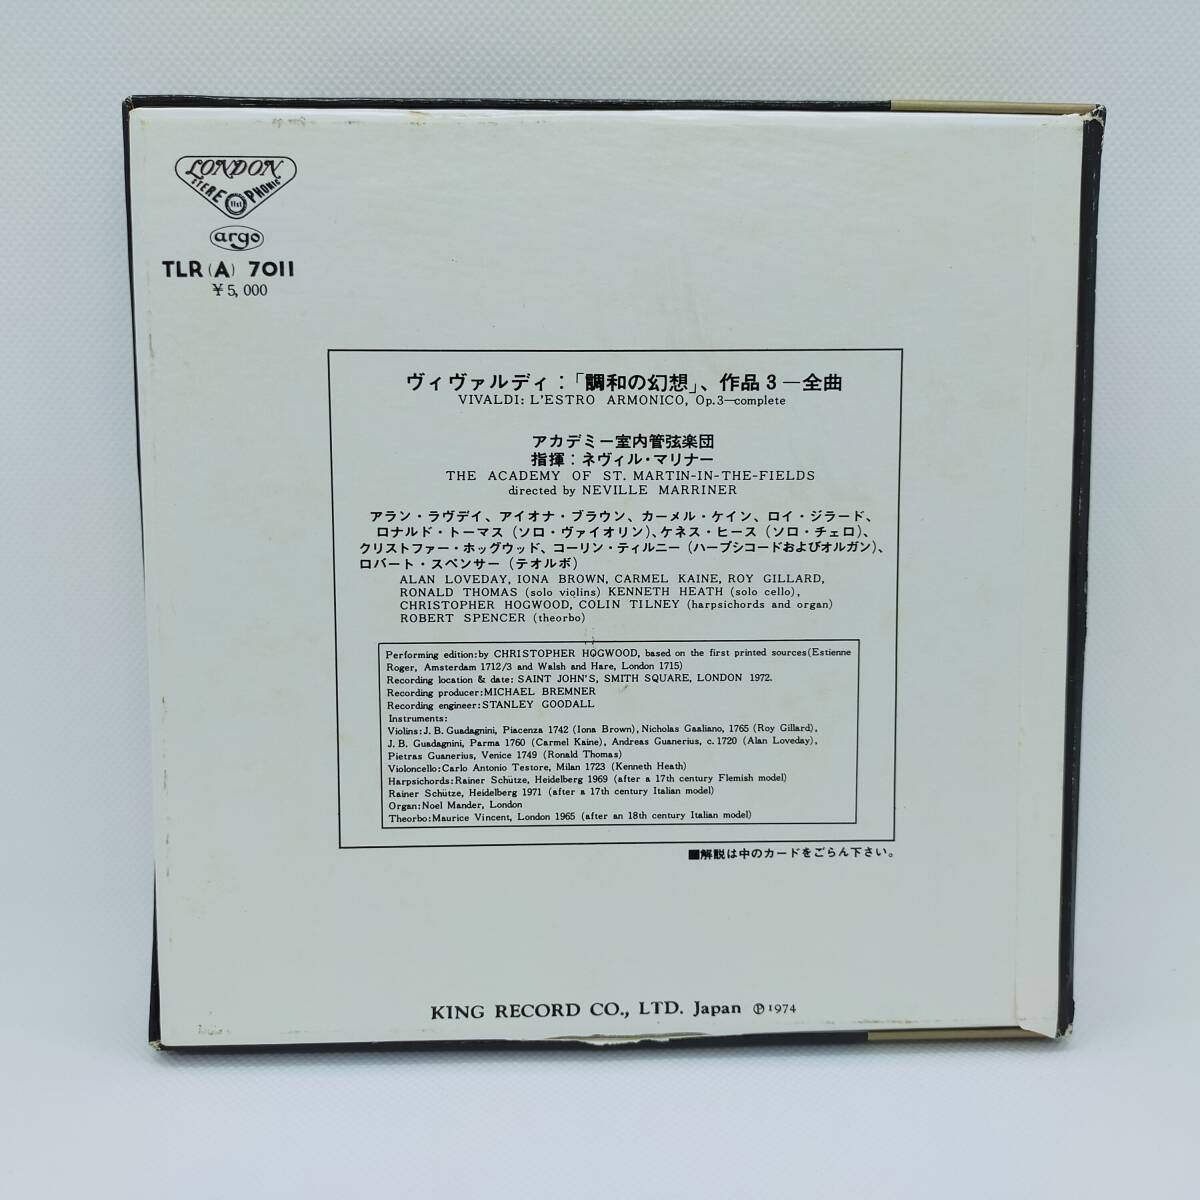 LONDON
STEREOPHONIC
argo
TLR (A) 7011
¥5,000
ヴィヴァルディ:「調和の幻想」、作品3―全曲
VIVALDI: L'ESTRO ARMONICO, Op.3—complete
アカデミー室内管弦楽団
指揮:ネヴィル・マリナー
THE ACADEMY OF ST. MARTIN-IN-THE-FIELDS
directed by NEVILLE MARRINER
アラン・ラヴデイ、アイオナ・ブラウン、カーメル・ケイン、ロイ・ジラード、
ロナルド・トーマス(ソロ・ヴァイオリン)、ケネス・ヒース(ソロ・チェロ)、
クリストファー・ホッグウッド、コーリン・ティルニー(ハープシコードおよびオルガン)、
ロバート・スペンサー(テオルボ)
ALAN LOVEDAY, IONA BROWN, CARMEL KAINE, ROY GILLARD,
RONALD THOMAS (solo violins) KENNETH HEATH (solo cello),
CHRISTOPHER HOGWOOD, COLIN TILNEY (harpsichords and organ)
ROBERT SPENCER (theorbo)
Performing edition:by CHRISTOPHER HOGWOOD, based on the first printed sources(Estienne
Roger, Amsterdam 1712/3 and Walsh and Hare, London 1715)
Recording location & date: SAINT JOHN'S, SMITH SQUARE, LONDON 1972.
Recording producer:MICHAEL BREMNER
Recording engineer:STANLEY GOODALL
Instruments:
Violins:J. B. Guadagnini, Piacenza 1742 (Iona Brown), Nicholas Gaaliano, 1765 (Roy Gillard),
J. B. Guadagnini, Parma 1760 (Carmel Kaine), Andreas Guanerius, c. 1720 (Alan Loveday),
Pietras Guanerius, Venice 1749 (Ronald Thomas)
Violoncello:Carlo Antonio Testore, Milan 1723 (Kenneth Heath)
Harpsichords:Rainer Schütze, Heidelberg 1969 (after a 17th century Flemish model)
Rainer Schütze, Heidelberg 1971 (after a 17th century Italian model)
Organ:Noel Mander, London
Theorbo:Maurice Vincent, London 1965 (after an 18th century Italian model)
■解説は中のカードをごらん下さい。
KING RECORD CO., LTD. Japan ℗1974